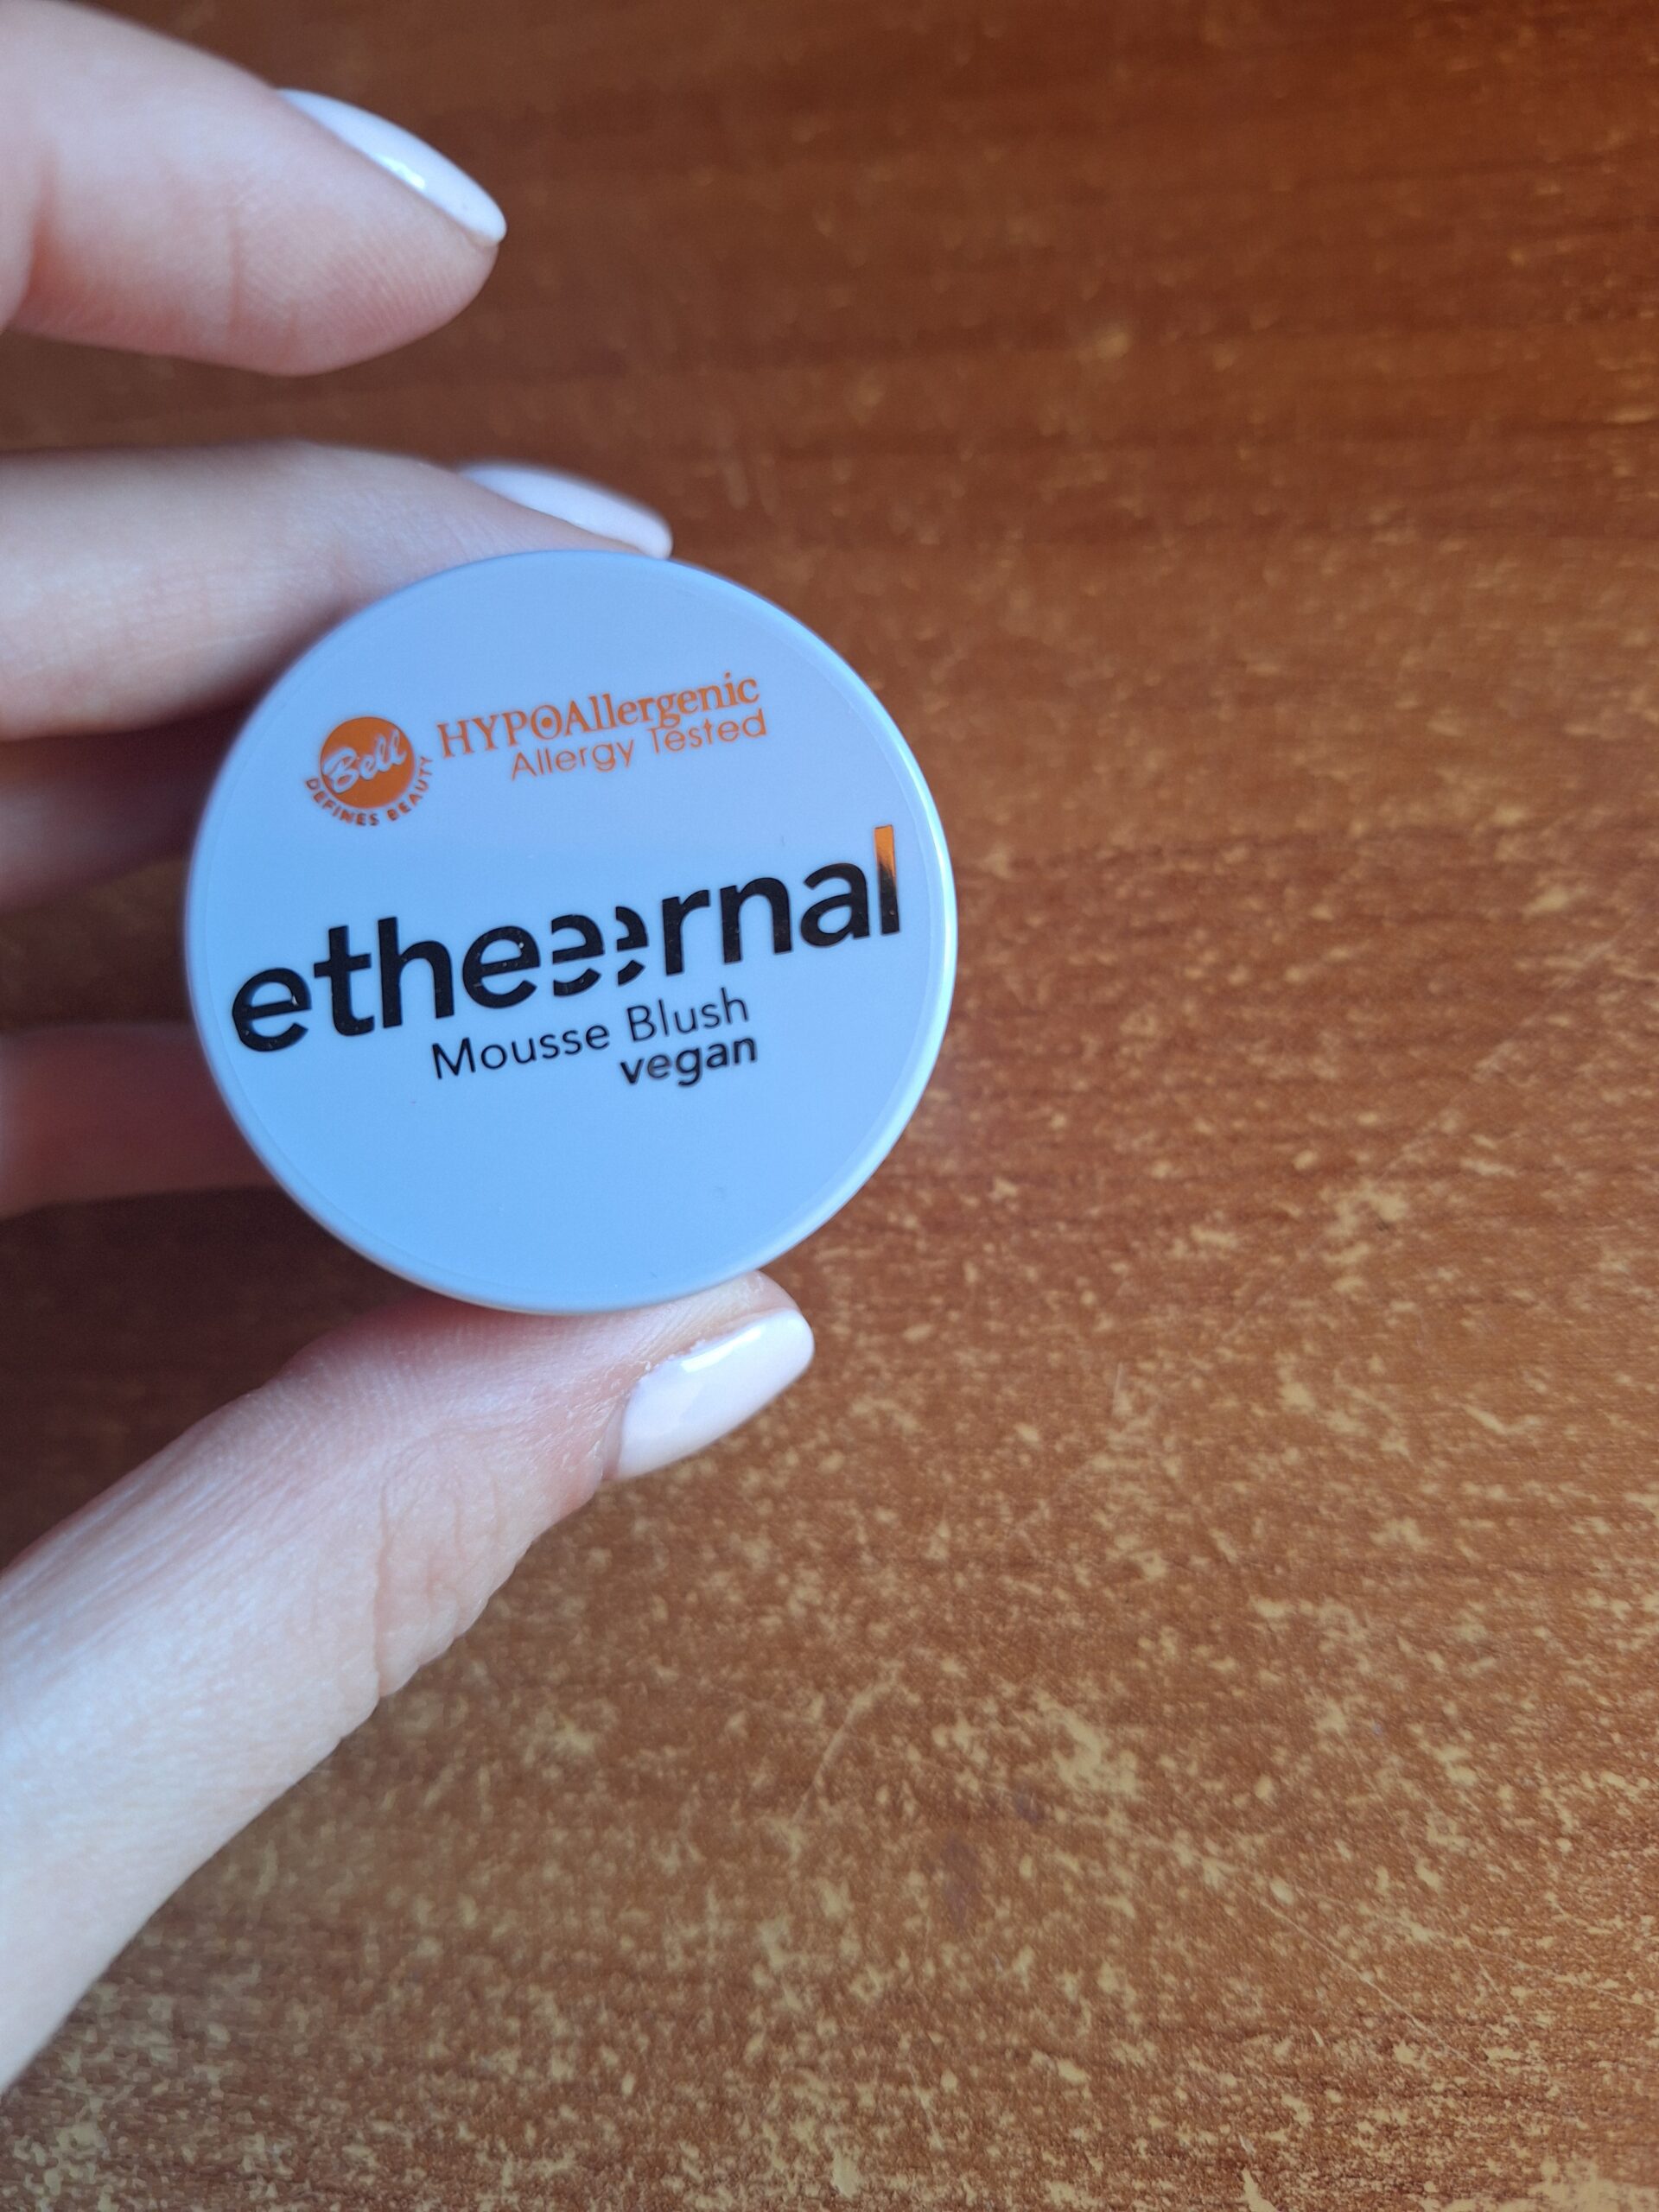 Bell
DEFINES BEAUTY
HYPOAllergenic
Allergy Tested
etheeernal
Mousse Blush
vegan